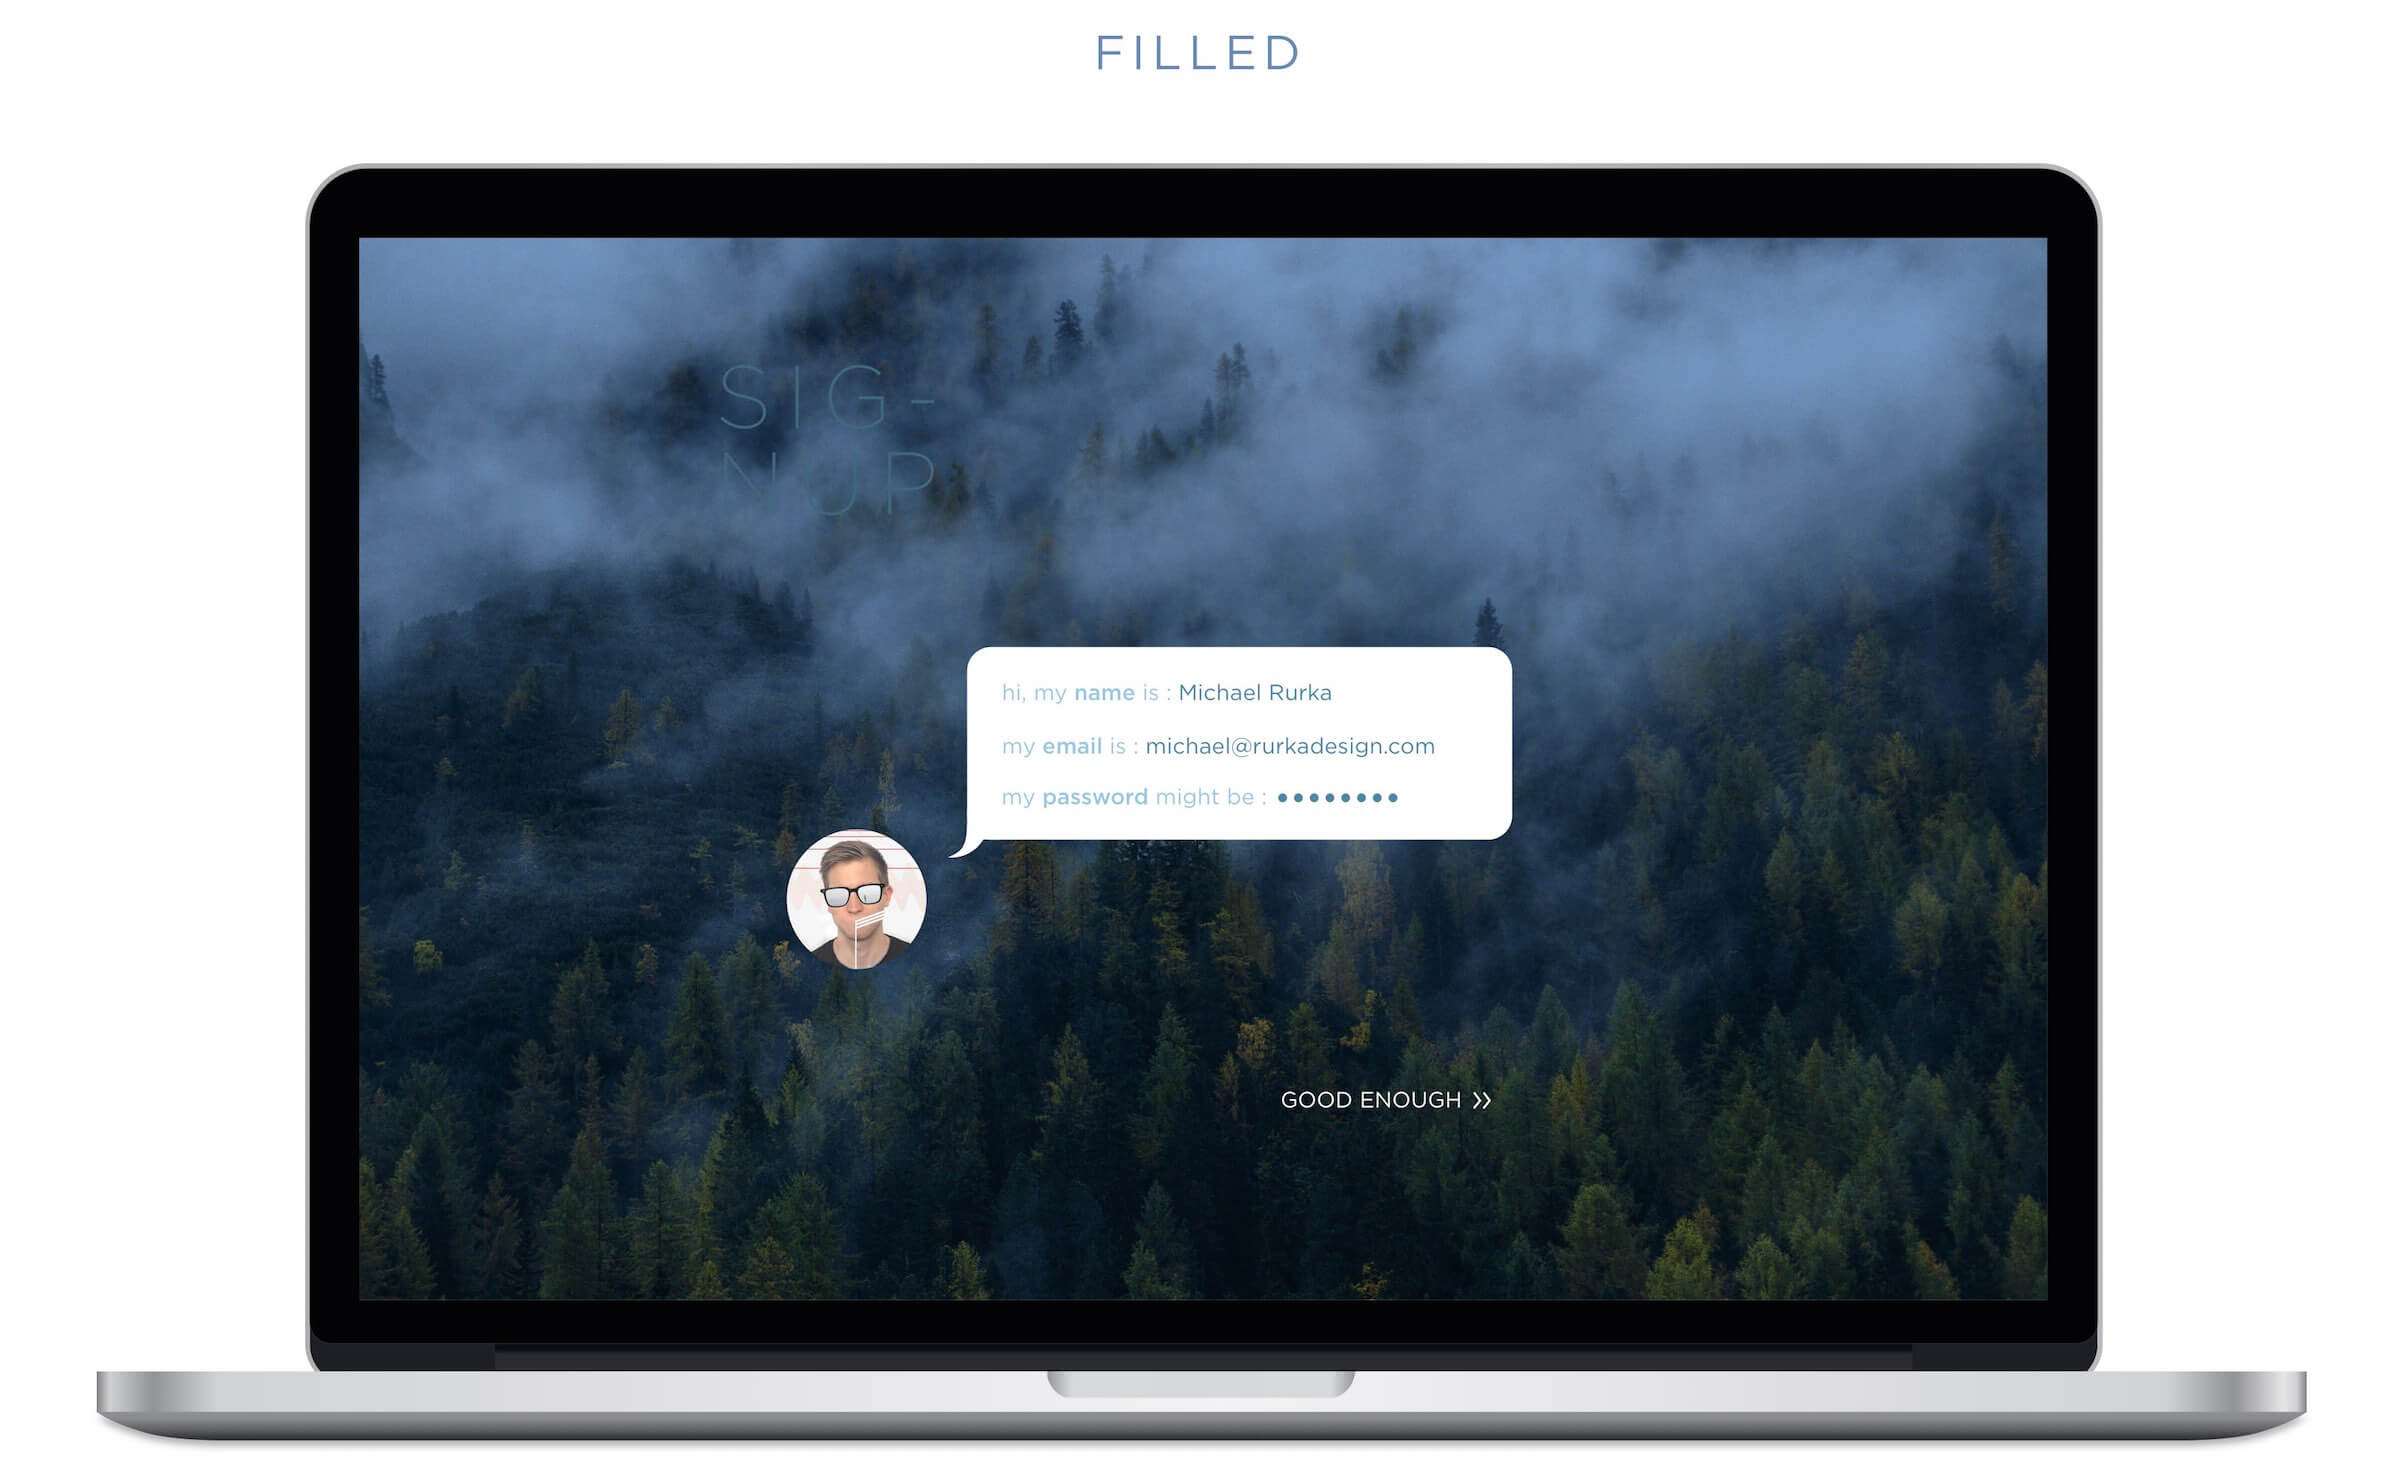 FILLED
SIG-
NUP
hi, my name is : Michael Rurka
my email is : michael@rurkadesign.com
my password might be : ••••••••
GOOD ENOUGH »